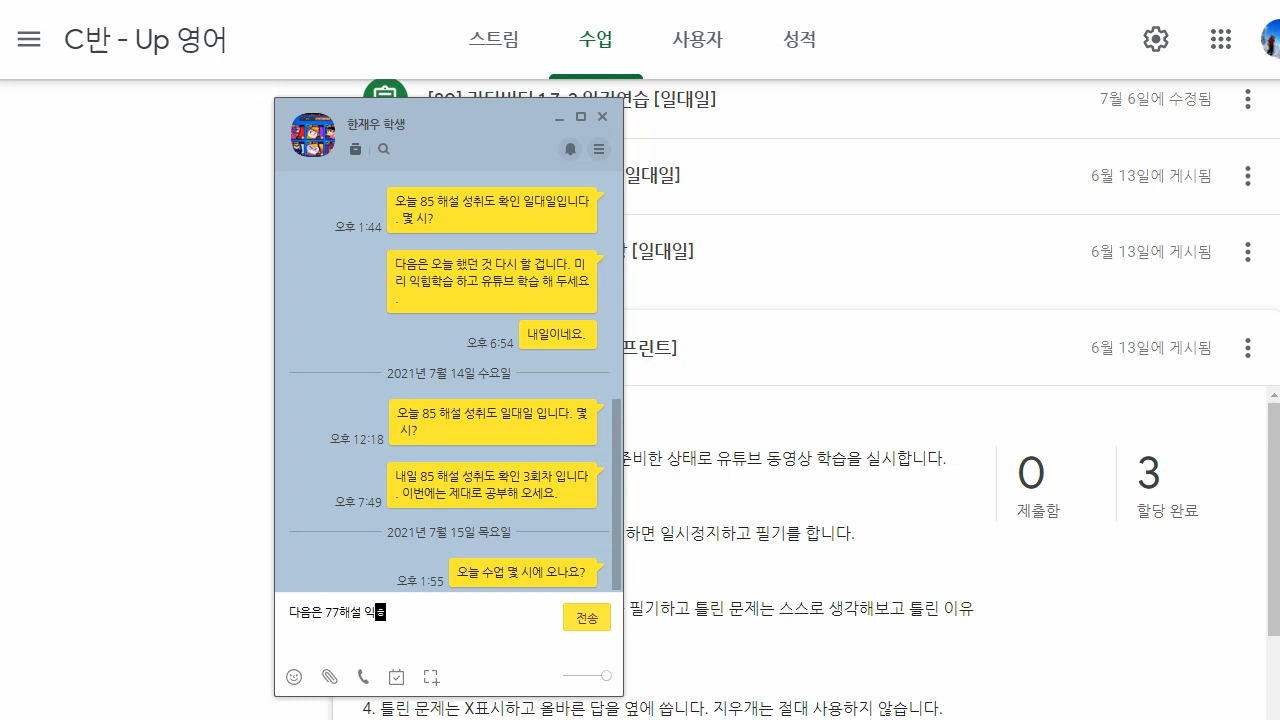 C반 - Up 영어
스트림
수업
사용자
성적
[일대일]
7월 6일에 수정됨
일대일]
6월 13일에 게시됨
[일대일]
6월 13일에 게시됨
프린트]
6월 13일에 게시됨
한재우 학생
오늘 85 해설 성취도 확인 일대일입니다
. 몇 시?
오후 1:44
다음은 오늘 했던 것 다시 할 겁니다. 미
리 익힘학습 하고 유튜브 학습 해 두세요
.
내일이네요.
오후 6:54
2021년 7월 14일 수요일
오늘 85 해설 성취도 일대일 입니다. 몇
시?
오후 12:18
내일 85 해설 성취도 확인 3회차 입니다
. 이번에는 제대로 공부해 오세요.
오후 7:49
2021년 7월 15일 목요일
오늘 수업 몇 시에 오나요?
오후 1:55
다음은 77해설 익
전송
준비한 상태로 유튜브 동영상 학습을 실시합니다.
하면 일시정지하고 필기를 합니다.
필기하고 틀린 문제는 스스로 생각해보고 틀린 이유
4. 틀린 문제는 X표시하고 올바른 답을 옆에 씁니다. 지우개는 절대 사용하지 않습니다.
0
제출함
3
할당 완료